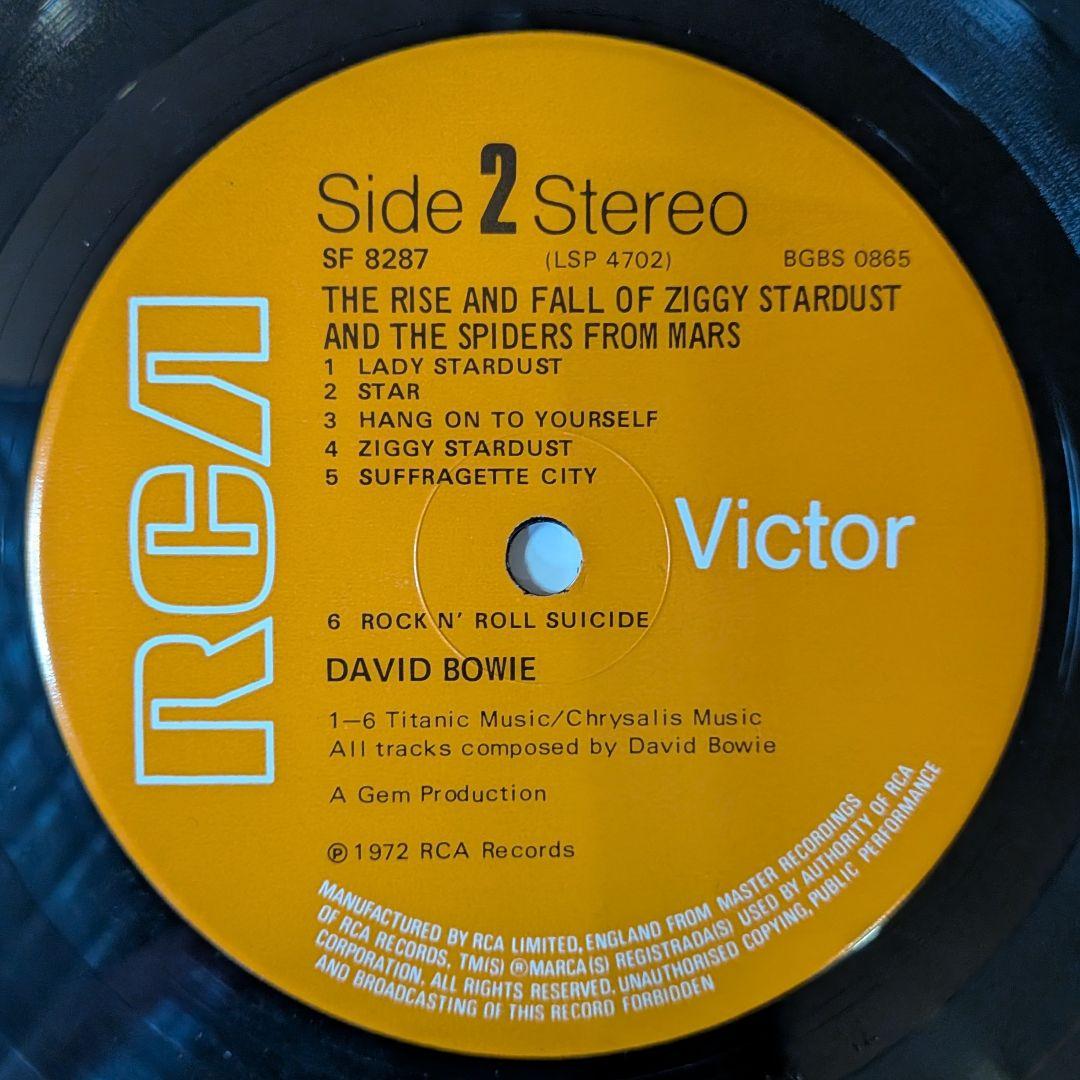 Side 2 Stereo
SF 8287 (LSP 4702) BGBS 0865
THE RISE AND FALL OF ZIGGY STARDUST
AND THE SPIDERS FROM MARS
1 LADY STARDUST
2 STAR
3 HANG ON TO YOURSELF
4 ZIGGY STARDUST
5 SUFFRAGETTE CITY
RCA
Victor
6 ROCK N' ROLL SUICIDE
DAVID BOWIE
1–6 Titanic Music/Chrysalis Music
All tracks composed by David Bowie
A Gem Production
℗1972 RCA Records
MANUFACTURED BY RCA LIMITED, ENGLAND FROM MASTER RECORDINGS
OF RCA RECORDS, TM(S) ®MARCA(S) REGISTRADA(S) USED BY AUTHORITY OF RCA
CORPORATION, ALL RIGHTS RESERVED. UNAUTHORISED COPYING, PUBLIC PERFORMANCE
AND BROADCASTING OF THIS RECORD FORBIDDEN